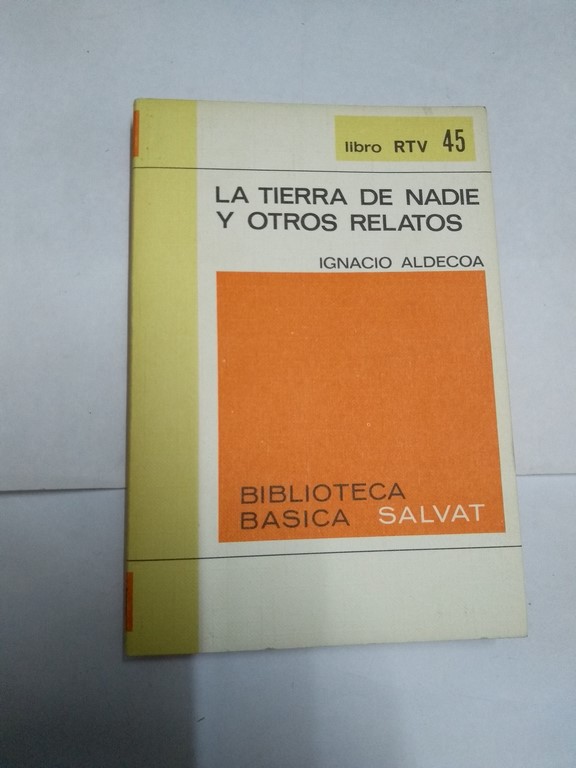 libro RTV 45
LA TIERRA DE NADIE
Y OTROS RELATOS
IGNACIO ALDECOA
BIBLIOTECA
BASICA SALVAT